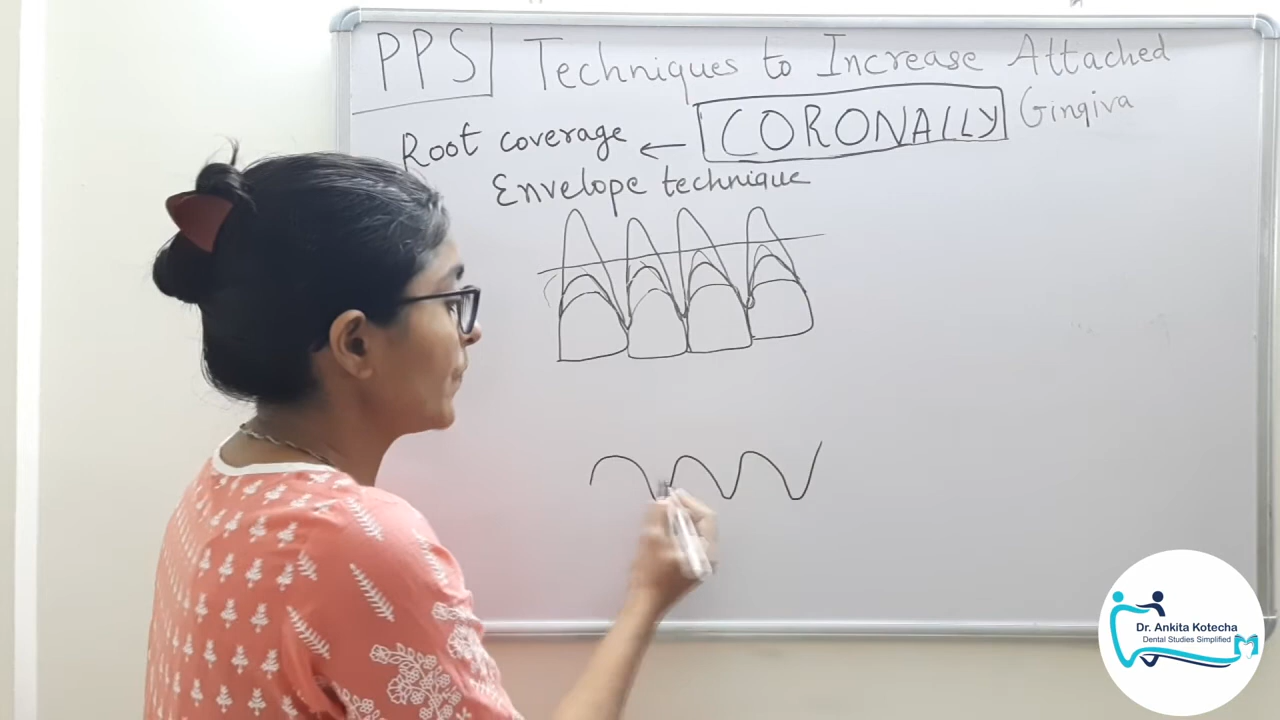 PPS Techniques to Increase Attached
Root coverage ← CORONALLY Gingiva
Envelope technique
Dr. Ankita Kotecha
Dental Studies Simplified